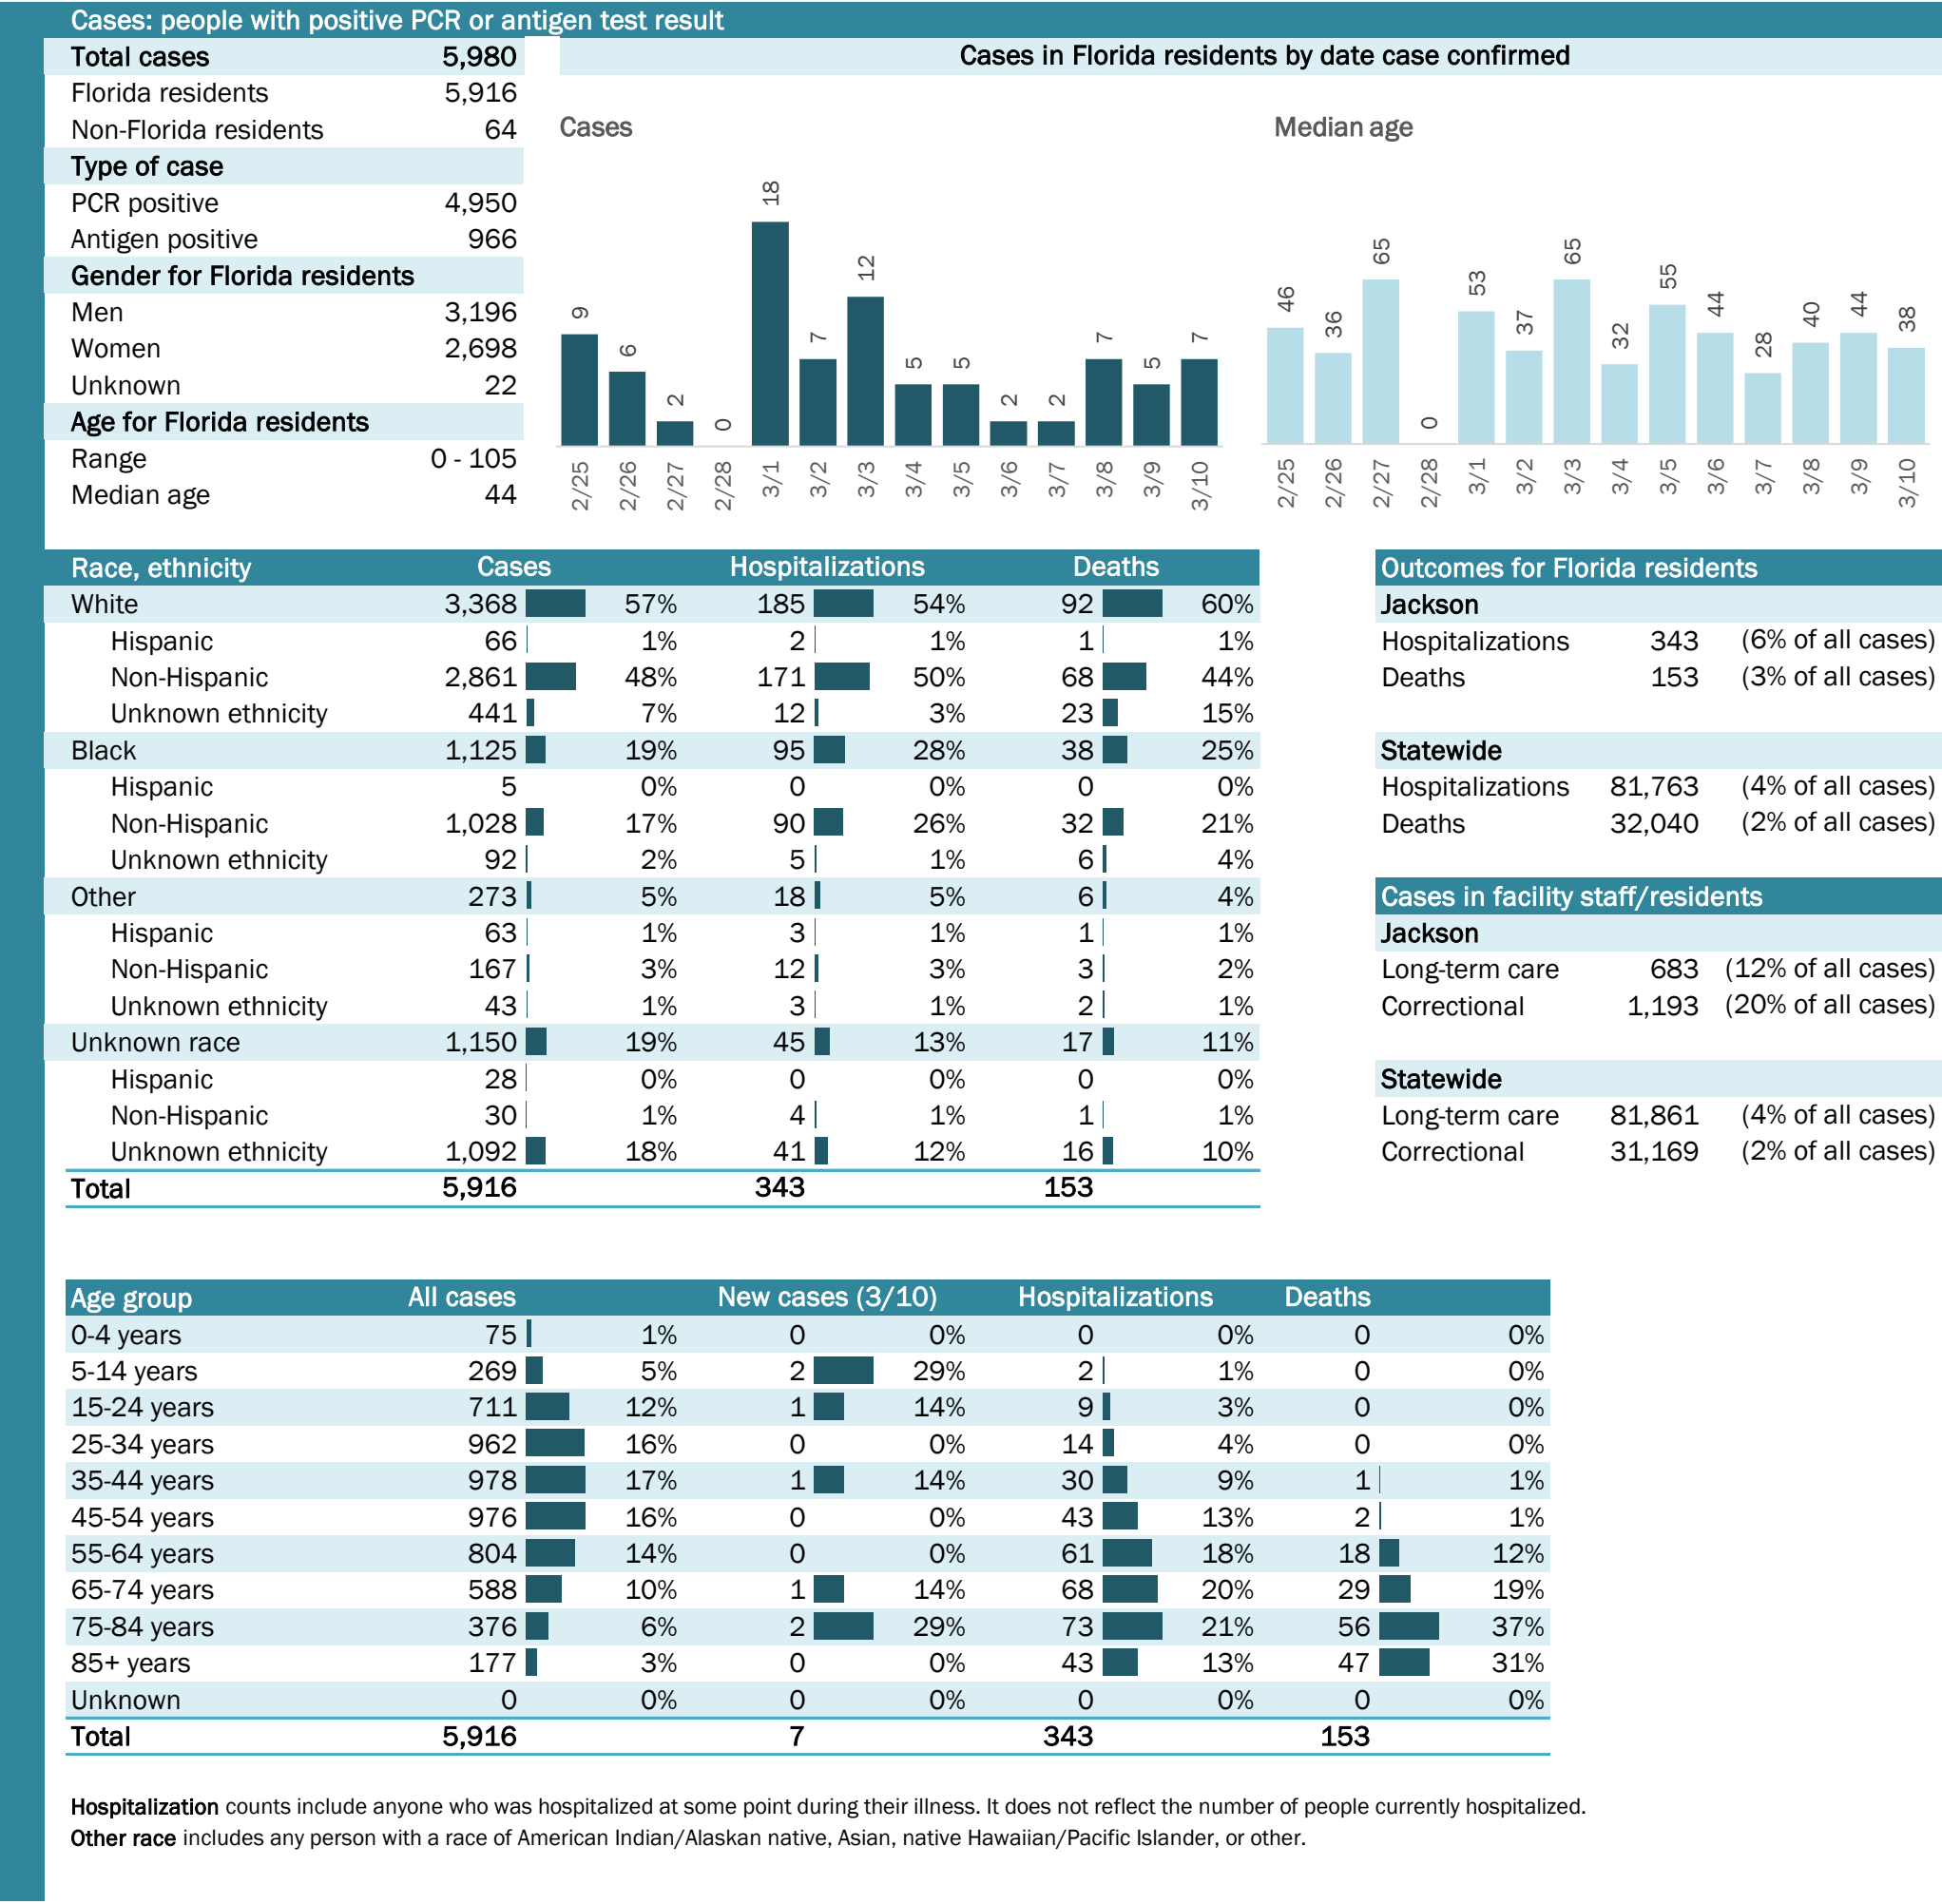 Cases: people with positive PCR or antigen test result
Total cases 5,980
Florida residents 5,916
Non-Florida residents 64
Type of case
PCR positive 4,950
Antigen positive 966
Gender for Florida residents
Men 3,196
Women 2,698
Unknown 22
Age for Florida residents
Range 0 - 105
Median age 44
Cases in Florida residents by date case confirmed
Cases
9 6 2 0 18 7 12 5 5 2 2 7 5 7
2/25 2/26 2/27 2/28 3/1 3/2 3/3 3/4 3/5 3/6 3/7 3/8 3/9 3/10
Median age
46 36 65 0 53 37 65 32 55 44 28 40 44 38
2/25 2/26 2/27 2/28 3/1 3/2 3/3 3/4 3/5 3/6 3/7 3/8 3/9 3/10
Race, ethnicity Cases Hospitalizations Deaths
White 3,368 57% 185 54% 92 60%
Hispanic 66 1% 2 1% 1 1%
Non-Hispanic 2,861 48% 171 50% 68 44%
Unknown ethnicity 441 7% 12 3% 23 15%
Black 1,125 19% 95 28% 38 25%
Hispanic 5 0% 0 0% 0 0%
Non-Hispanic 1,028 17% 90 26% 32 21%
Unknown ethnicity 92 2% 5 1% 6 4%
Other 273 5% 18 5% 6 4%
Hispanic 63 1% 3 1% 1 1%
Non-Hispanic 167 3% 12 3% 3 2%
Unknown ethnicity 43 1% 3 1% 2 1%
Unknown race 1,150 19% 45 13% 17 11%
Hispanic 28 0% 0 0% 0 0%
Non-Hispanic 30 1% 4 1% 1 1%
Unknown ethnicity 1,092 18% 41 12% 16 10%
Total 5,916 343 153
Outcomes for Florida residents
Jackson
Hospitalizations 343 (6% of all cases)
Deaths 153 (3% of all cases)
Statewide
Hospitalizations 81,763 (4% of all cases)
Deaths 32,040 (2% of all cases)
Cases in facility staff/residents
Jackson
Long-term care 683 (12% of all cases)
Correctional 1,193 (20% of all cases)
Statewide
Long-term care 81,861 (4% of all cases)
Correctional 31,169 (2% of all cases)
Age group All cases New cases (3/10) Hospitalizations Deaths
0-4 years 75 1% 0 0% 0 0% 0 0%
5-14 years 269 5% 2 29% 2 1% 0 0%
15-24 years 711 12% 1 14% 9 3% 0 0%
25-34 years 962 16% 0 0% 14 4% 0 0%
35-44 years 978 17% 1 14% 30 9% 1 1%
45-54 years 976 16% 0 0% 43 13% 2 1%
55-64 years 804 14% 0 0% 61 18% 18 12%
65-74 years 588 10% 1 14% 68 20% 29 19%
75-84 years 376 6% 2 29% 73 21% 56 37%
85+ years 177 3% 0 0% 43 13% 47 31%
Unknown 0 0% 0 0% 0 0% 0 0%
Total 5,916 7 343 153
Hospitalization counts include anyone who was hospitalized at some point during their illness. It does not reflect the number of people currently hospitalized.
Other race includes any person with a race of American Indian/Alaskan native, Asian, native Hawaiian/Pacific Islander, or other.